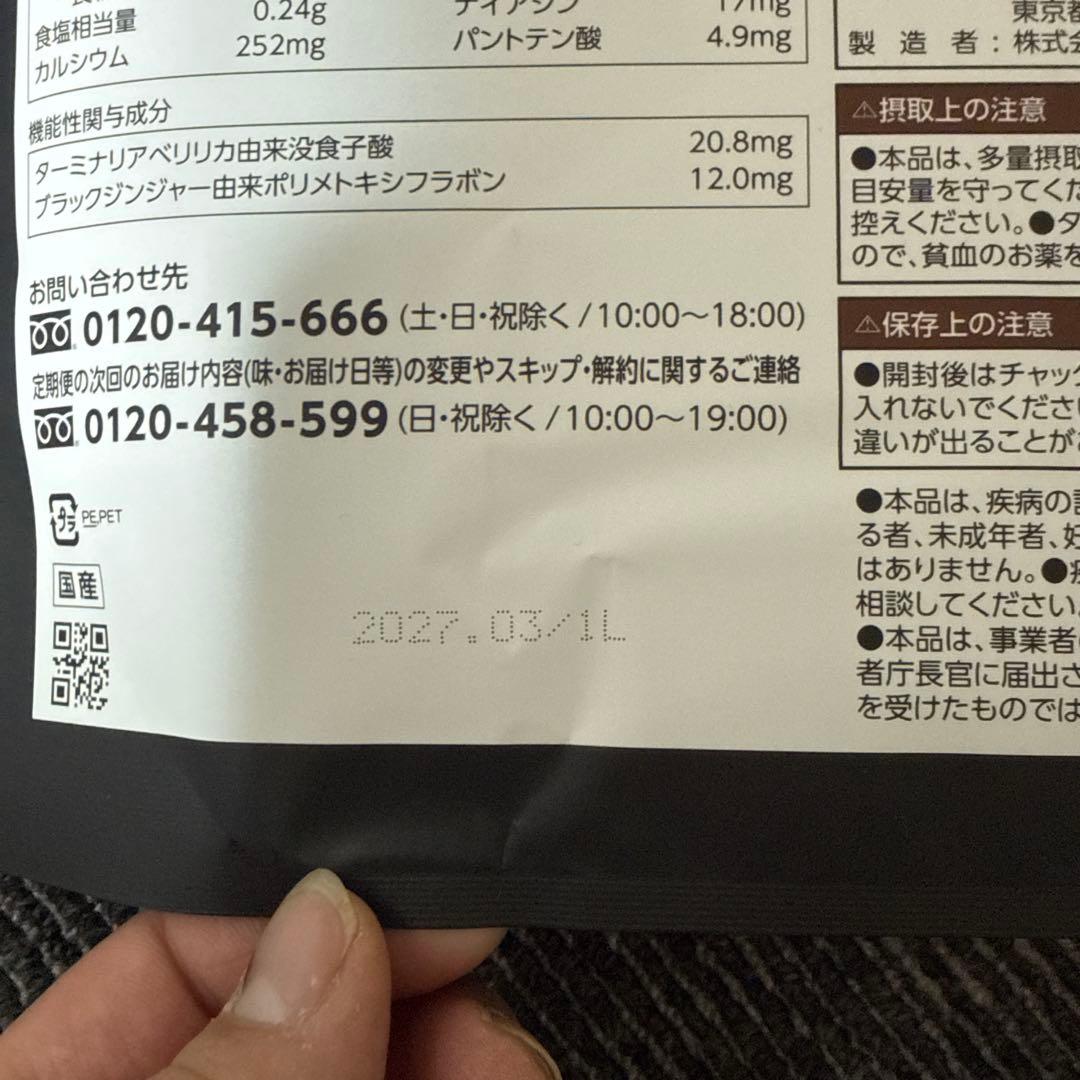 食塩相当量 0.24g
カルシウム 252mg
ナイアシン 17mg
パントテン酸 4.9mg
機能性関与成分
ターミナリアベリリカ由来没食子酸 20.8mg
ブラックジンジャー由来ポリメトキシフラボン 12.0mg
お問い合わせ先
0120-415-666 (土・日・祝除く/10:00〜18:00)
定期便の次回のお届け内容(味・お届け日等)の変更やスキップ・解約に関するご連絡
0120-458-599 (日・祝除く/10:00〜19:00)
プラ PE,PET
国産
2027.03/1L
東京都
製造者:株式会
⚠摂取上の注意
●本品は、多量摂取
目安量を守ってくだ
控えください。●タ
ので、貧血のお薬を
⚠保存上の注意
●開封後はチャック
入れないでくださ
違いが出ることが
●本品は、疾病の
る者、未成年者、妊
はありません。●疾
相談してください。
●本品は、事業者
者庁長官に届出さ
を受けたものでは